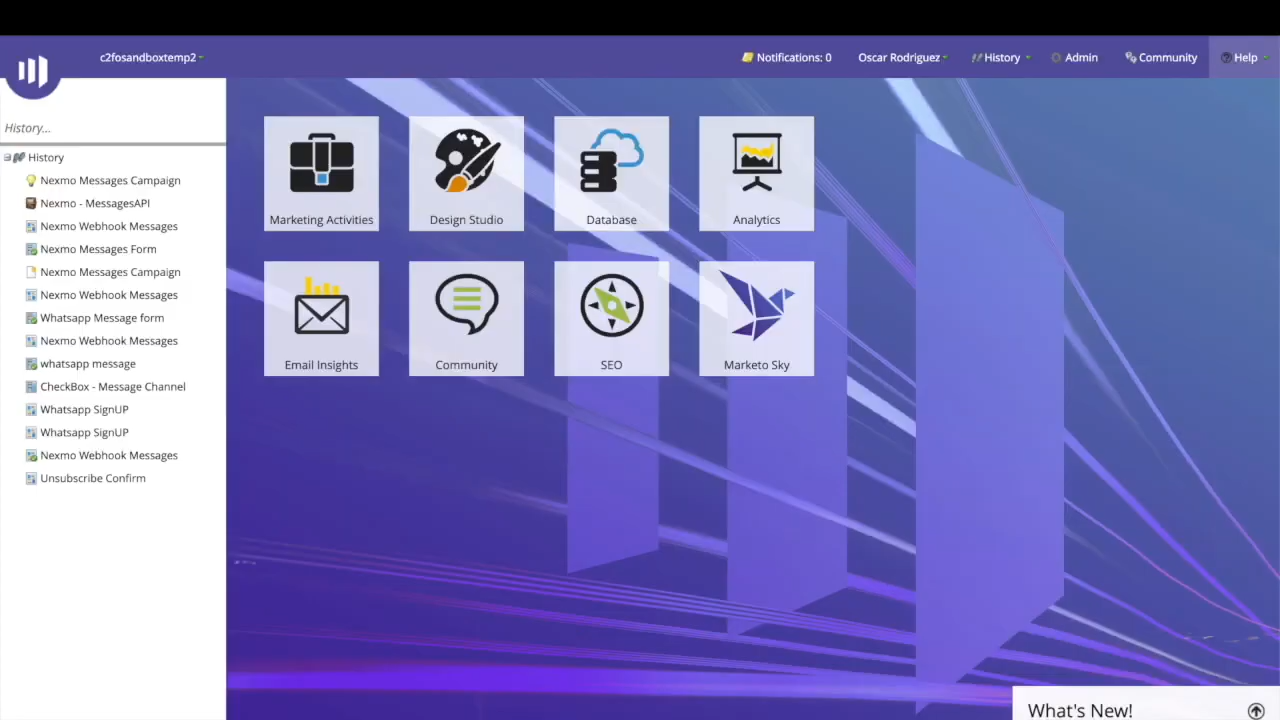 c2fosandboxtemp2
Notifications: 0
Oscar Rodriguez
History
Admin
Community
Help
History...
History
Nexmo Messages Campaign
Nexmo - MessagesAPI
Nexmo Webhook Messages
Nexmo Messages Form
Nexmo Messages Campaign
Nexmo Webhook Messages
Whatsapp Message form
Nexmo Webhook Messages
whatsapp message
CheckBox - Message Channel
Whatsapp SignUP
Whatsapp SignUP
Nexmo Webhook Messages
Unsubscribe Confirm
Marketing Activities
Design Studio
Database
Analytics
Email Insights
Community
SEO
Marketo Sky
What's New!